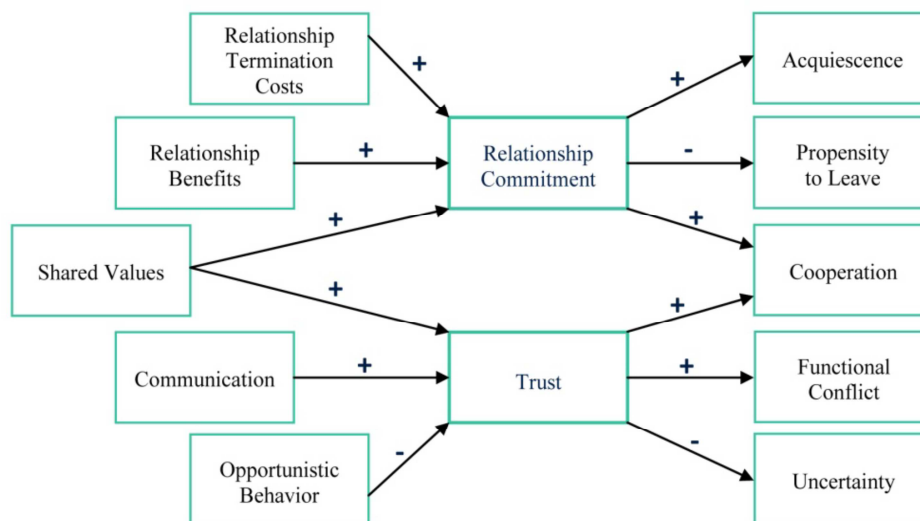 Relationship
Termination
Costs
+
+
Acquiescence
Relationship
Benefits
+
Relationship
Commitment
-
Propensity
to Leave
+
+
Shared Values
Cooperation
+
+
Communication
+
Trust
+
Functional
Conflict
-
-
Opportunistic
Behavior
Uncertainty